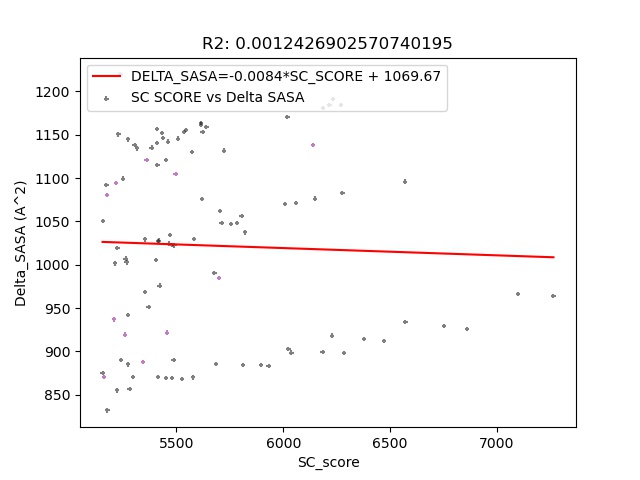 R2: 0.0012426902570740195
DELTA_SASA=-0.0084*SC_SCORE + 1069.67
SC SCORE vs Delta SASA
Delta_SASA (A^2)
1200
1150
1100
1050
1000
950
900
850
5500
6000
6500
7000
SC_score